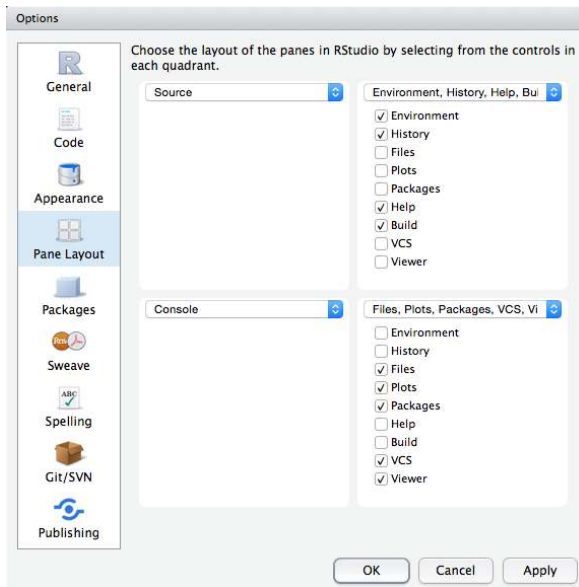 Options
Choose the layout of the panes in RStudio by selecting from the controls in
each quadrant.
R
General
Code
Appearance
Pane Layout
Packages
Rnw
Sweave
ABC
Spelling
Git/SVN
Publishing
Source
Environment, History, Help, Bui
Environment
History
Files
Plots
Packages
Help
Build
VCS
Viewer
Console
Files, Plots, Packages, VCS, Vi
Environment
History
Files
Plots
Packages
Help
Build
VCS
Viewer
OK
Cancel
Apply